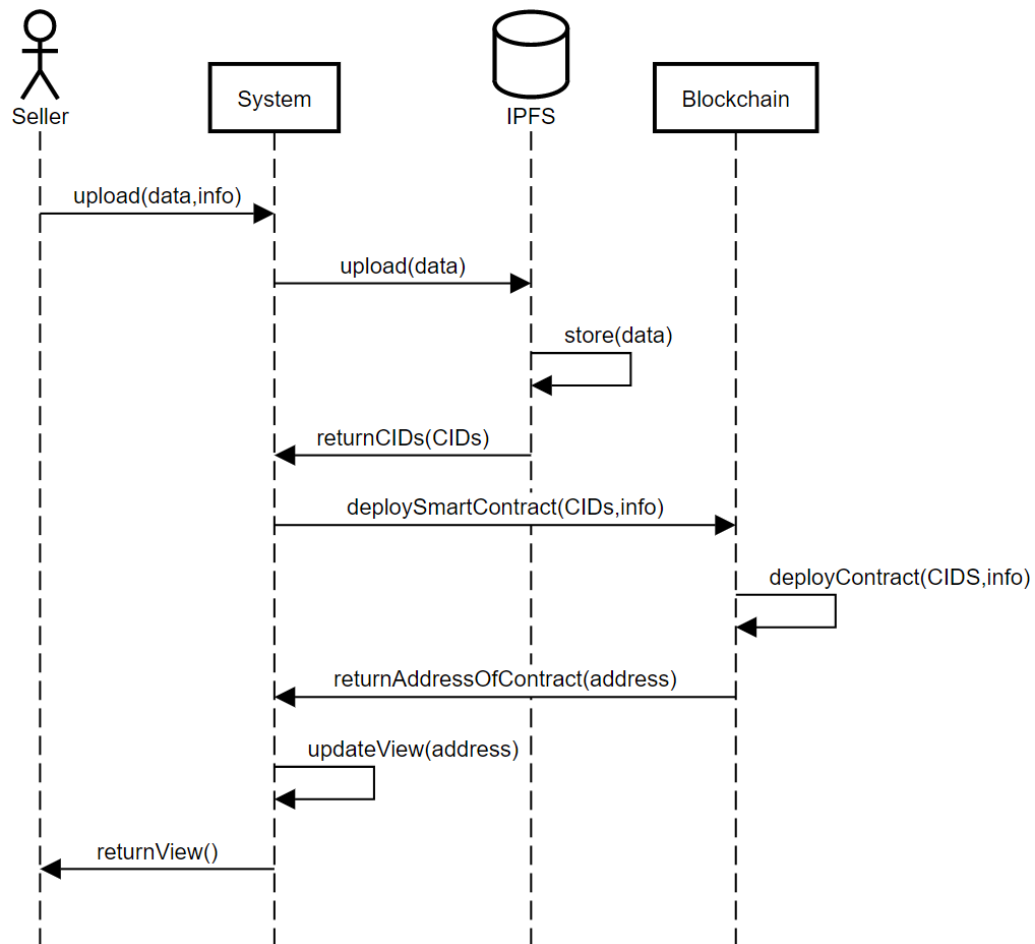 Seller
System
IPFS
Blockchain
upload(data,info)
upload(data)
store(data)
returnCIDs(CIDs)
deploySmartContract(CIDs,info)
deployContract(CIDS,info)
returnAddressOfContract(address)
updateView(address)
returnView()